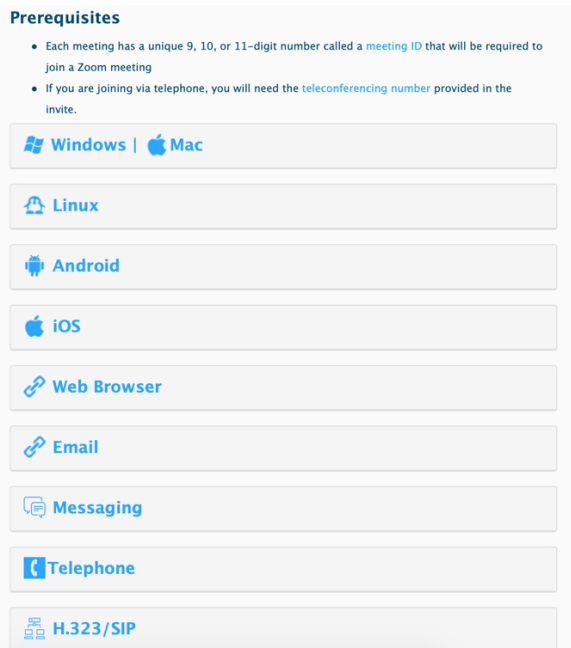 Prerequisites
• Each meeting has a unique 9, 10, or 11-digit number called a meeting ID that will be required to
join a Zoom meeting
• If you are joining via telephone, you will need the teleconferencing number provided in the
invite.
Windows | Mac
Linux
Android
iOS
Web Browser
Email
Messaging
Telephone
H.323/SIP